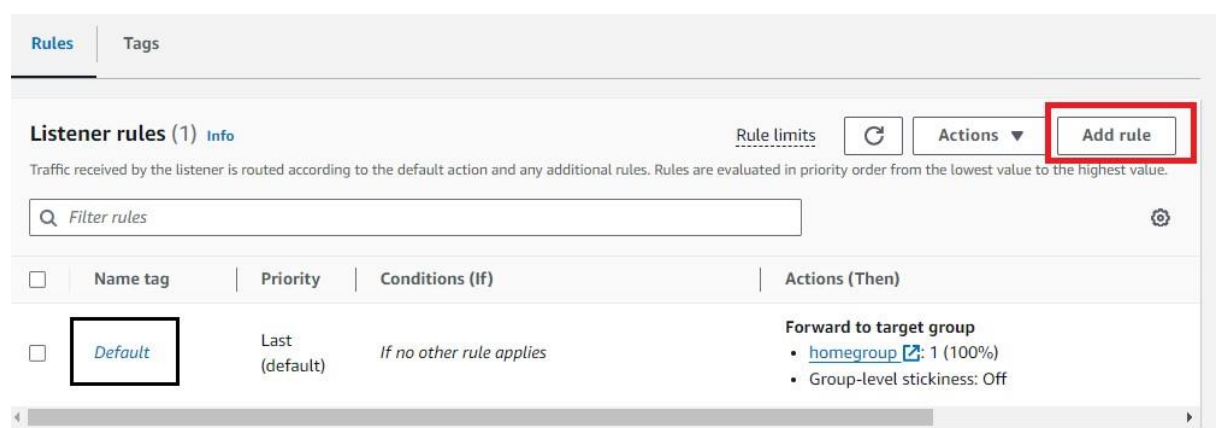 Rules Tags
Listener rules (1) Info Rule limits Actions ▼ Add rule
Traffic received by the listener is routed according to the default action and any additional rules. Rules are evaluated in priority order from the lowest value to the highest value.
Filter rules
Name tag Priority Conditions (If) Actions (Then)
Default Last (default) If no other rule applies Forward to target group
• homegroup : 1 (100%)
• Group-level stickiness: Off